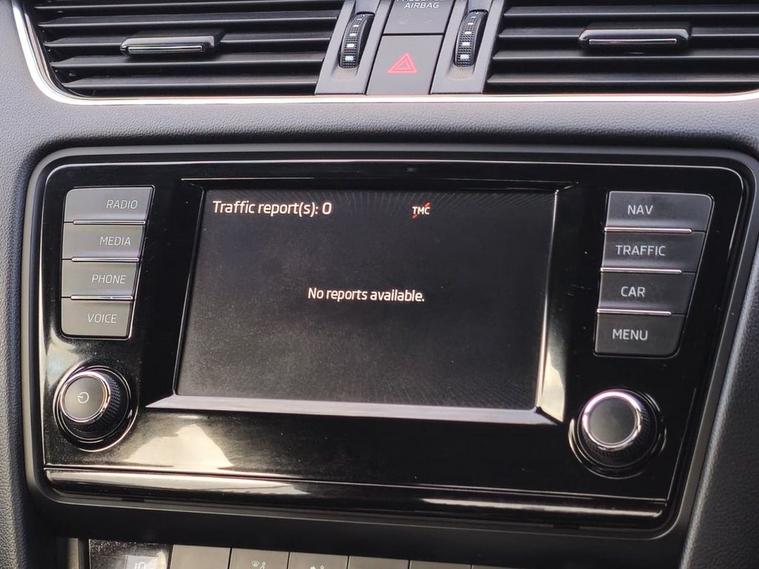 AIRBAG
RADIO
MEDIA
PHONE
VOICE
Traffic report(s): 0
TMC
No reports available.
NAV
TRAFFIC
CAR
MENU